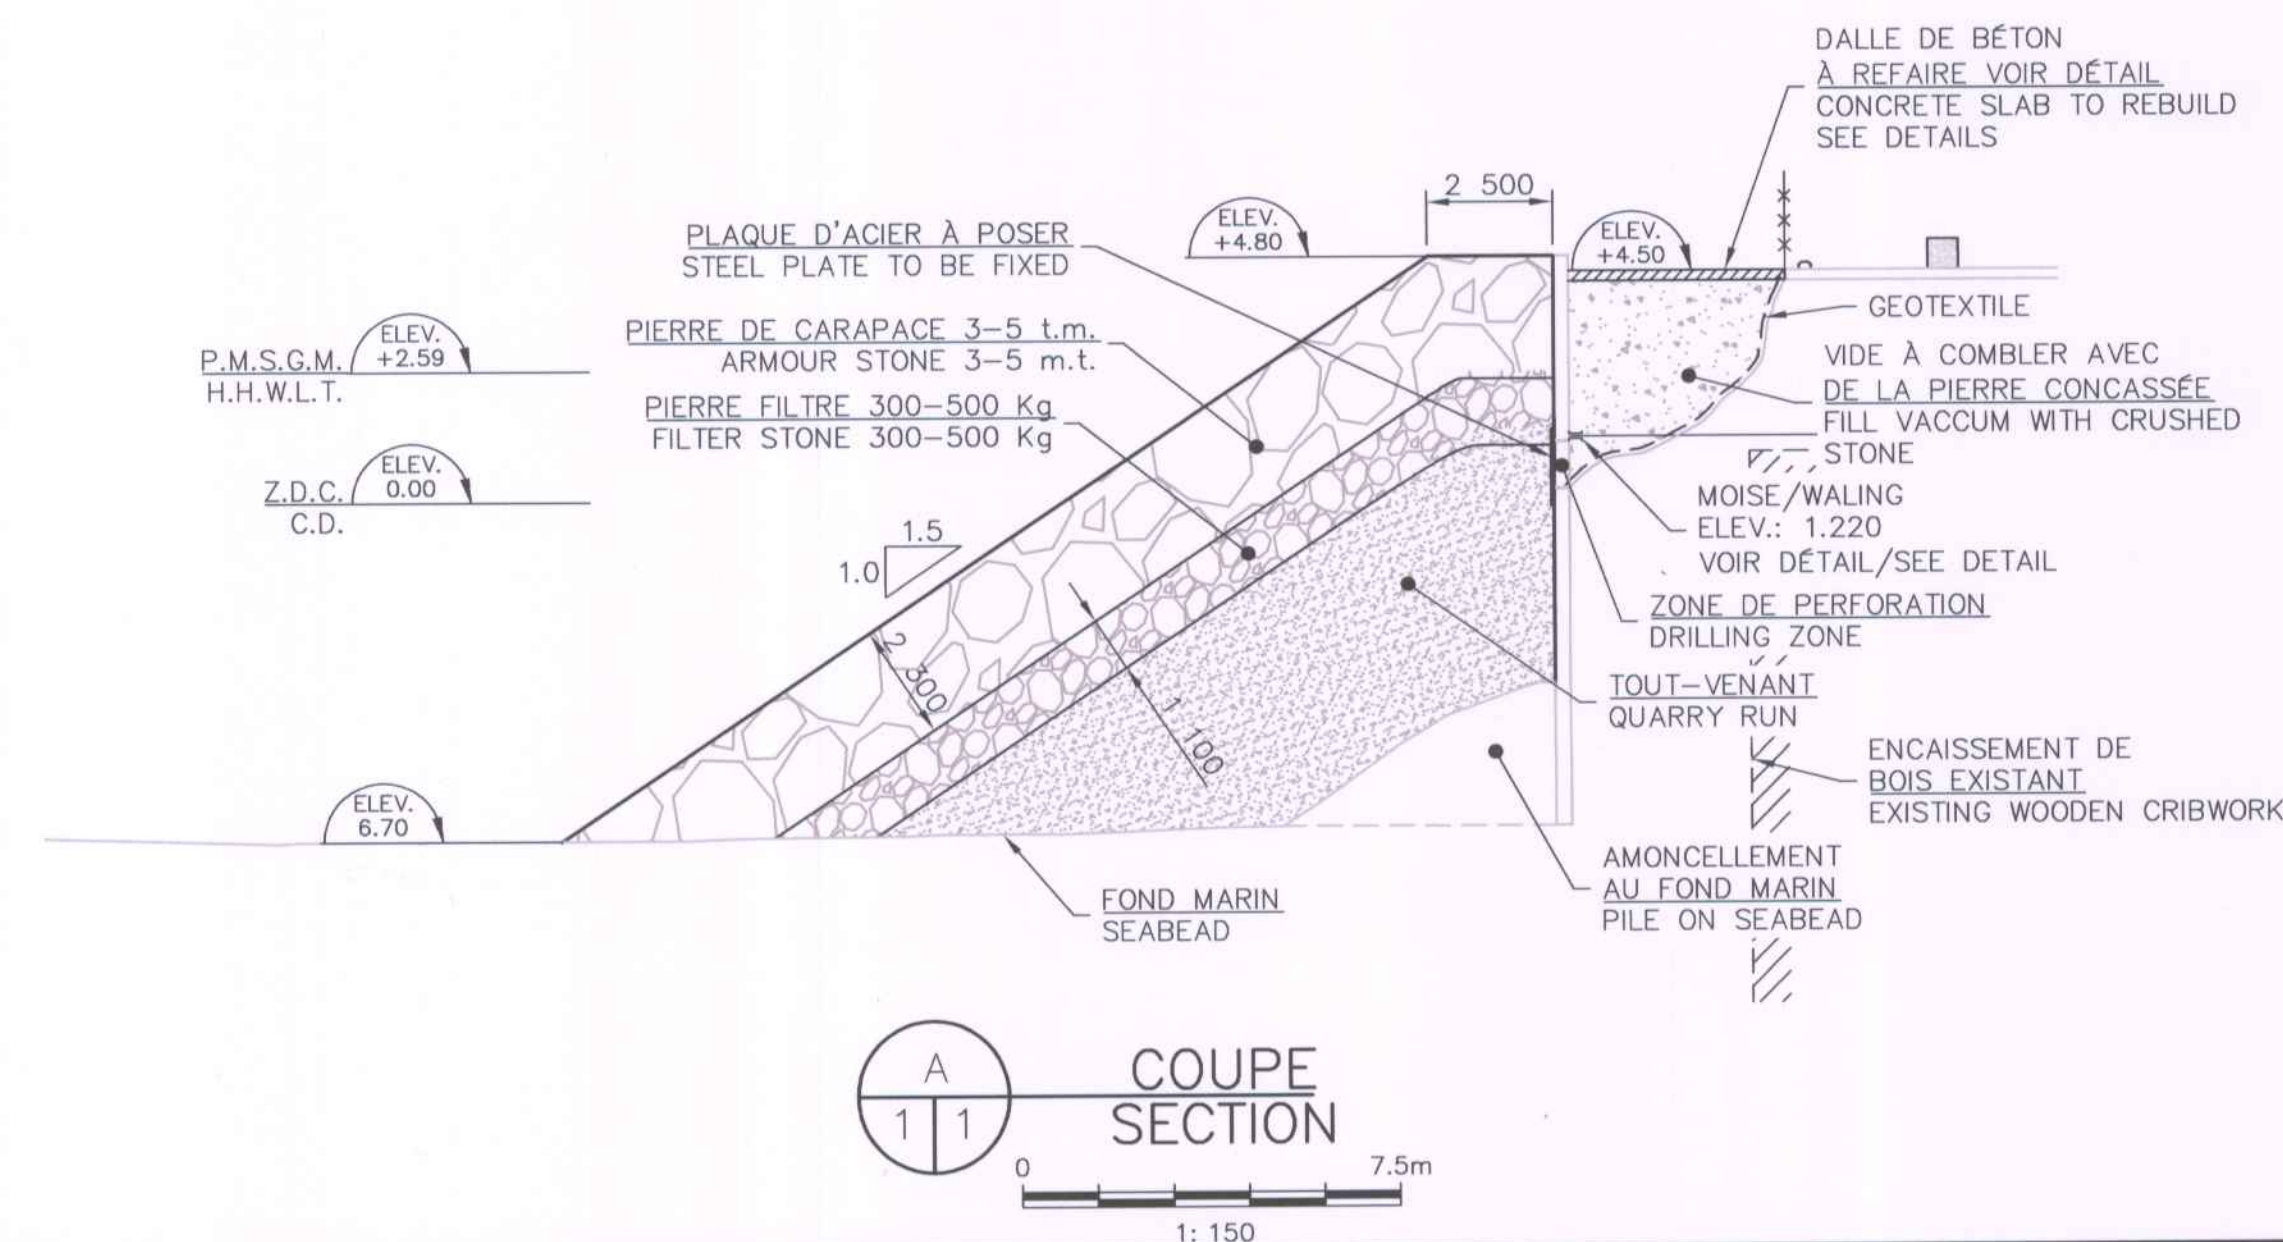 DALLE DE BÉTON
À REFAIRE VOIR DÉTAIL
CONCRETE SLAB TO REBUILD
SEE DETAILS
2 500
ELEV.
+4.80
ELEV.
+4.50
PLAQUE D'ACIER À POSER
STEEL PLATE TO BE FIXED
GEOTEXTILE
PIERRE DE CARAPACE 3-5 t.m.
ARMOUR STONE 3-5 m.t.
ELEV.
+2.59
P.M.S.G.M.
H.H.W.L.T.
VIDE À COMBLER AVEC
DE LA PIERRE CONCASSÉE
FILL VACCUM WITH CRUSHED
STONE
PIERRE FILTRE 300-500 Kg
FILTER STONE 300-500 Kg
ELEV.
0.00
Z.D.C.
C.D.
MOISE/WALING
ELEV.: 1.220
VOIR DÉTAIL/SEE DETAIL
1.5
1.0
ZONE DE PERFORATION
DRILLING ZONE
2 300
1 100
TOUT-VENANT
QUARRY RUN
ENCAISSEMENT DE
BOIS EXISTANT
EXISTING WOODEN CRIBWORK
ELEV.
6.70
AMONCELLEMENT
AU FOND MARIN
PILE ON SEABEAD
FOND MARIN
SEABEAD
A
1 1
COUPE
SECTION
0 7.5m
1: 150